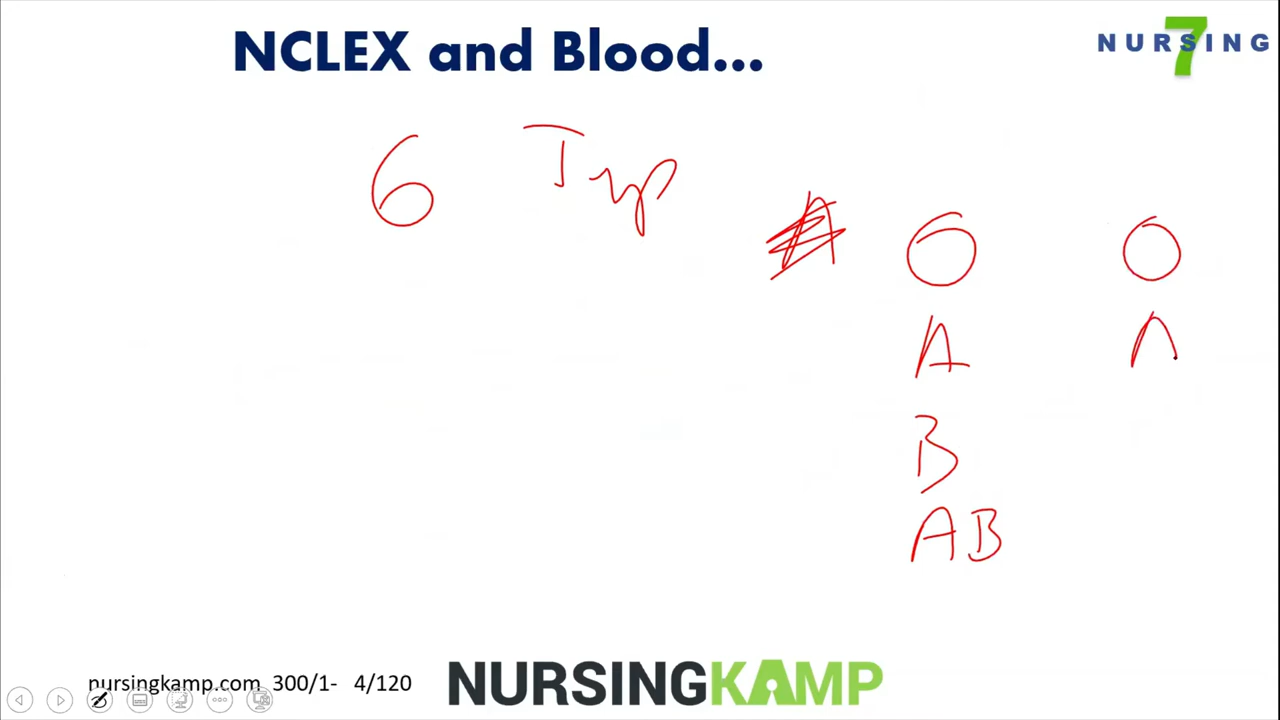 NCLEX and Blood...
7
NURSING
6 Typ
A O O
A A
B
AB
nursingkamp.com 300/1- 4/120
NURSINGKAMP